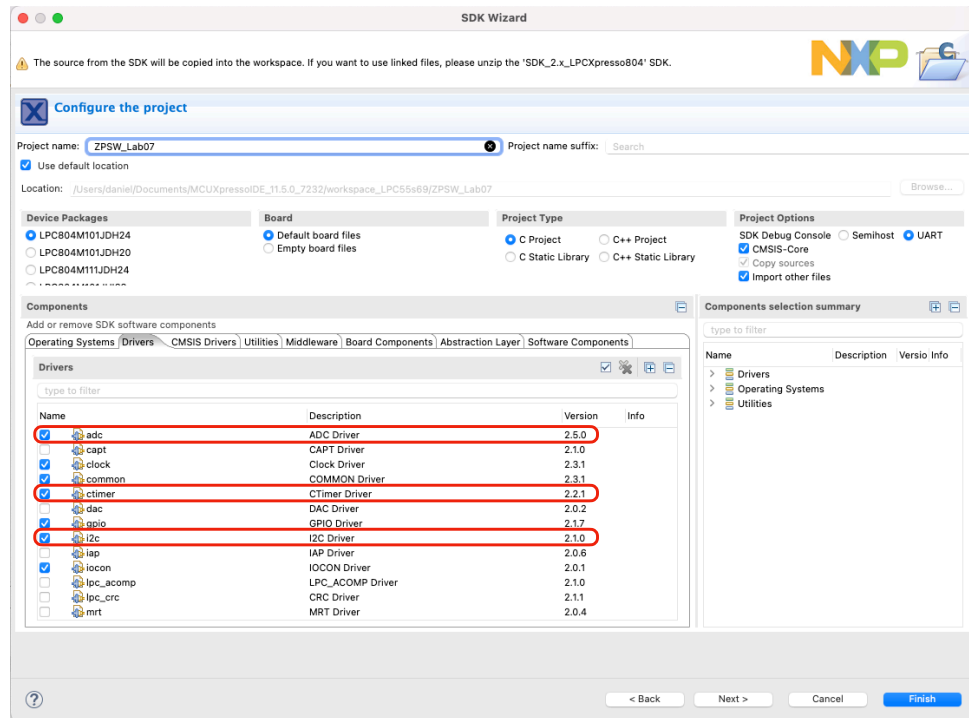 SDK Wizard
The source from the SDK will be copied into the workspace. If you want to use linked files, please unzip the 'SDK_2.x_LPCXpresso804' SDK.
NXP
C
X
Configure the project
Project name: ZPSW_Lab07 Project name suffix: Search
Use default location
Location: /Users/daniel/Documents/MCUXpressoIDE_11.5.0_7232/workspace_LPC55s69/ZPSW_Lab07 Browse...
Device Packages Board Project Type Project Options
LPC804M101JDH24 Default board files C Project C++ Project SDK Debug Console Semihost UART
LPC804M101JDH20 Empty board files C Static Library C++ Static Library CMSIS-Core
LPC804M111JDH24 Copy sources
Import other files
Components Components selection summary
Add or remove SDK software components
Operating Systems Drivers CMSIS Drivers Utilities Middleware Board Components Abstraction Layer Software Components type to filter
Drivers Name Description Versio Info
type to filter Drivers
Operating Systems
Utilities
Name Description Version Info
adc ADC Driver 2.5.0
capt CAPT Driver 2.1.0
clock Clock Driver 2.3.1
common COMMON Driver 2.3.1
ctimer CTimer Driver 2.2.1
dac DAC Driver 2.0.2
gpio GPIO Driver 2.1.7
i2c I2C Driver 2.1.0
iap IAP Driver 2.0.6
iocon IOCON Driver 2.0.1
lpc_acomp LPC_ACOMP Driver 2.1.0
lpc_crc CRC Driver 2.1.1
mrt MRT Driver 2.0.4
? < Back Next > Cancel Finish